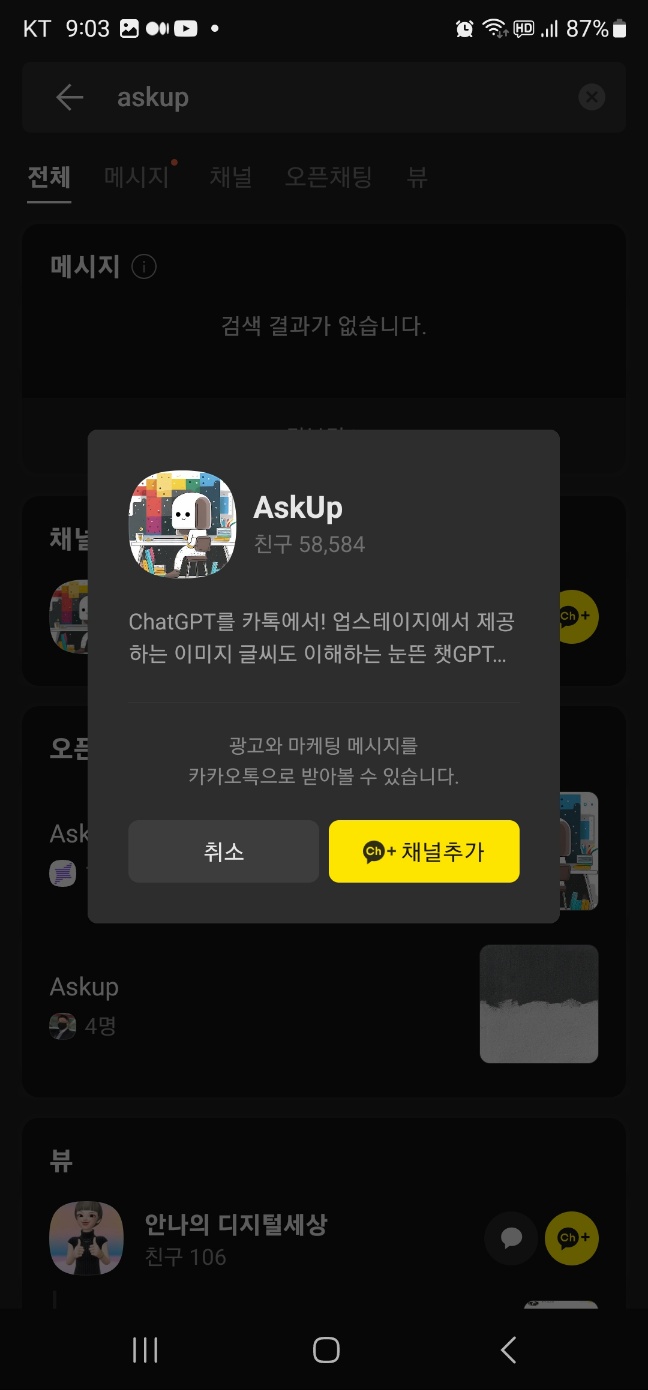 KT 9:03 HD 87%
askup
전체 메시지 채널 오픈채팅 뷰
메시지
검색 결과가 없습니다.
채널
AskUp
친구 58,584
ChatGPT를 카톡에서! 업스테이지에서 제공
하는 이미지 글씨도 이해하는 눈뜬 챗GPT...
Ch+
오픈
광고와 마케팅 메시지를
카카오톡으로 받아볼 수 있습니다.
Ask
취소 Ch+ 채널추가
Askup
4명
뷰
안나의 디지털세상
친구 106
Ch+